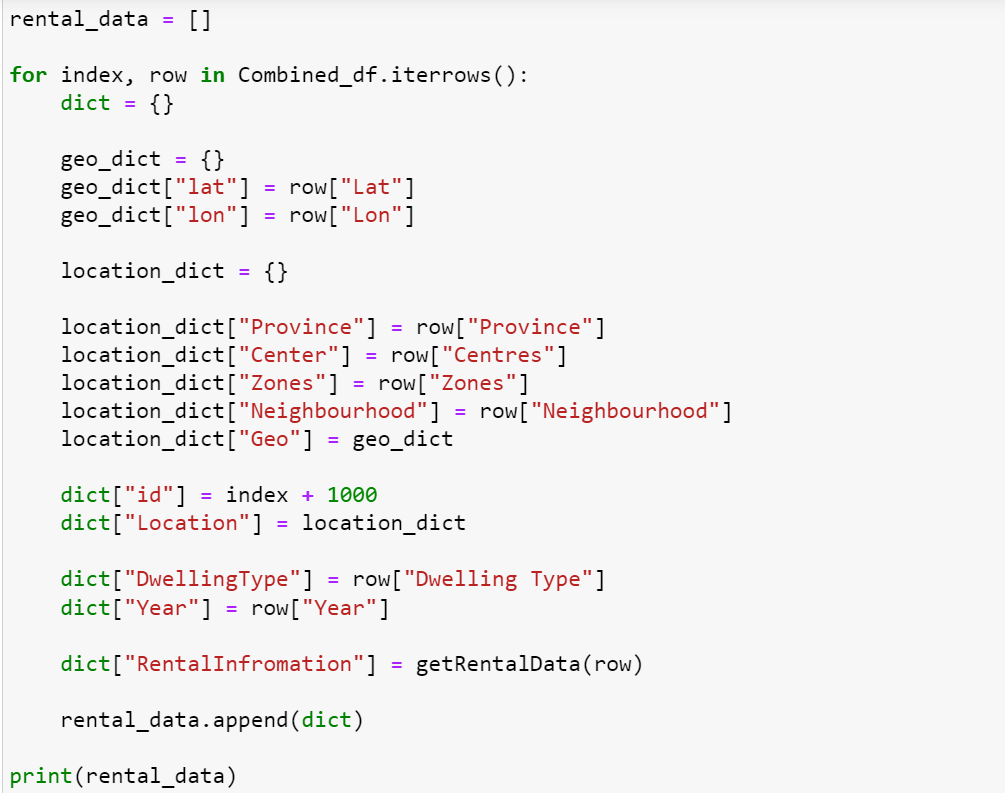 rental_data = []
for index, row in Combined_df.iterrows():
    dict = {}
    geo_dict = {}
    geo_dict["lat"] = row["Lat"]
    geo_dict["lon"] = row["Lon"]
    location_dict = {}
    location_dict["Province"] = row["Province"]
    location_dict["Center"] = row["Centres"]
    location_dict["Zones"] = row["Zones"]
    location_dict["Neighbourhood"] = row["Neighbourhood"]
    location_dict["Geo"] = geo_dict
    dict["id"] = index + 1000
    dict["Location"] = location_dict
    dict["DwellingType"] = row["Dwelling Type"]
    dict["Year"] = row["Year"]
    dict["RentalInfromation"] = getRentalData(row)
    rental_data.append(dict)
print(rental_data)